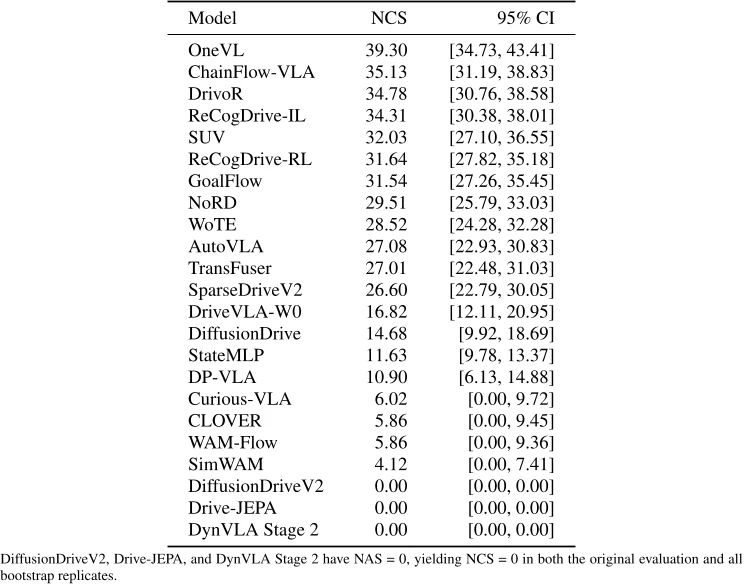 Model NCS 95% CI
OneVL 39.30 [34.73, 43.41]
ChainFlow-VLA 35.13 [31.19, 38.83]
DrivoR 34.78 [30.76, 38.58]
ReCogDrive-IL 34.31 [30.38, 38.01]
SUV 32.03 [27.10, 36.55]
ReCogDrive-RL 31.64 [27.82, 35.18]
GoalFlow 31.54 [27.26, 35.45]
NoRD 29.51 [25.79, 33.03]
WoTE 28.52 [24.28, 32.28]
AutoVLA 27.08 [22.93, 30.83]
TransFuser 27.01 [22.48, 31.03]
SparseDriveV2 26.60 [22.79, 30.05]
DriveVLA-W0 16.82 [12.11, 20.95]
DiffusionDrive 14.68 [9.92, 18.69]
StateMLP 11.63 [9.78, 13.37]
DP-VLA 10.90 [6.13, 14.88]
Curious-VLA 6.02 [0.00, 9.72]
CLOVER 5.86 [0.00, 9.45]
WAM-Flow 5.86 [0.00, 9.36]
SimWAM 4.12 [0.00, 7.41]
DiffusionDriveV2 0.00 [0.00, 0.00]
Drive-JEPA 0.00 [0.00, 0.00]
DynVLA Stage 2 0.00 [0.00, 0.00]
DiffusionDriveV2, Drive-JEPA, and DynVLA Stage 2 have NAS = 0, yielding NCS = 0 in both the original evaluation and all
bootstrap replicates.